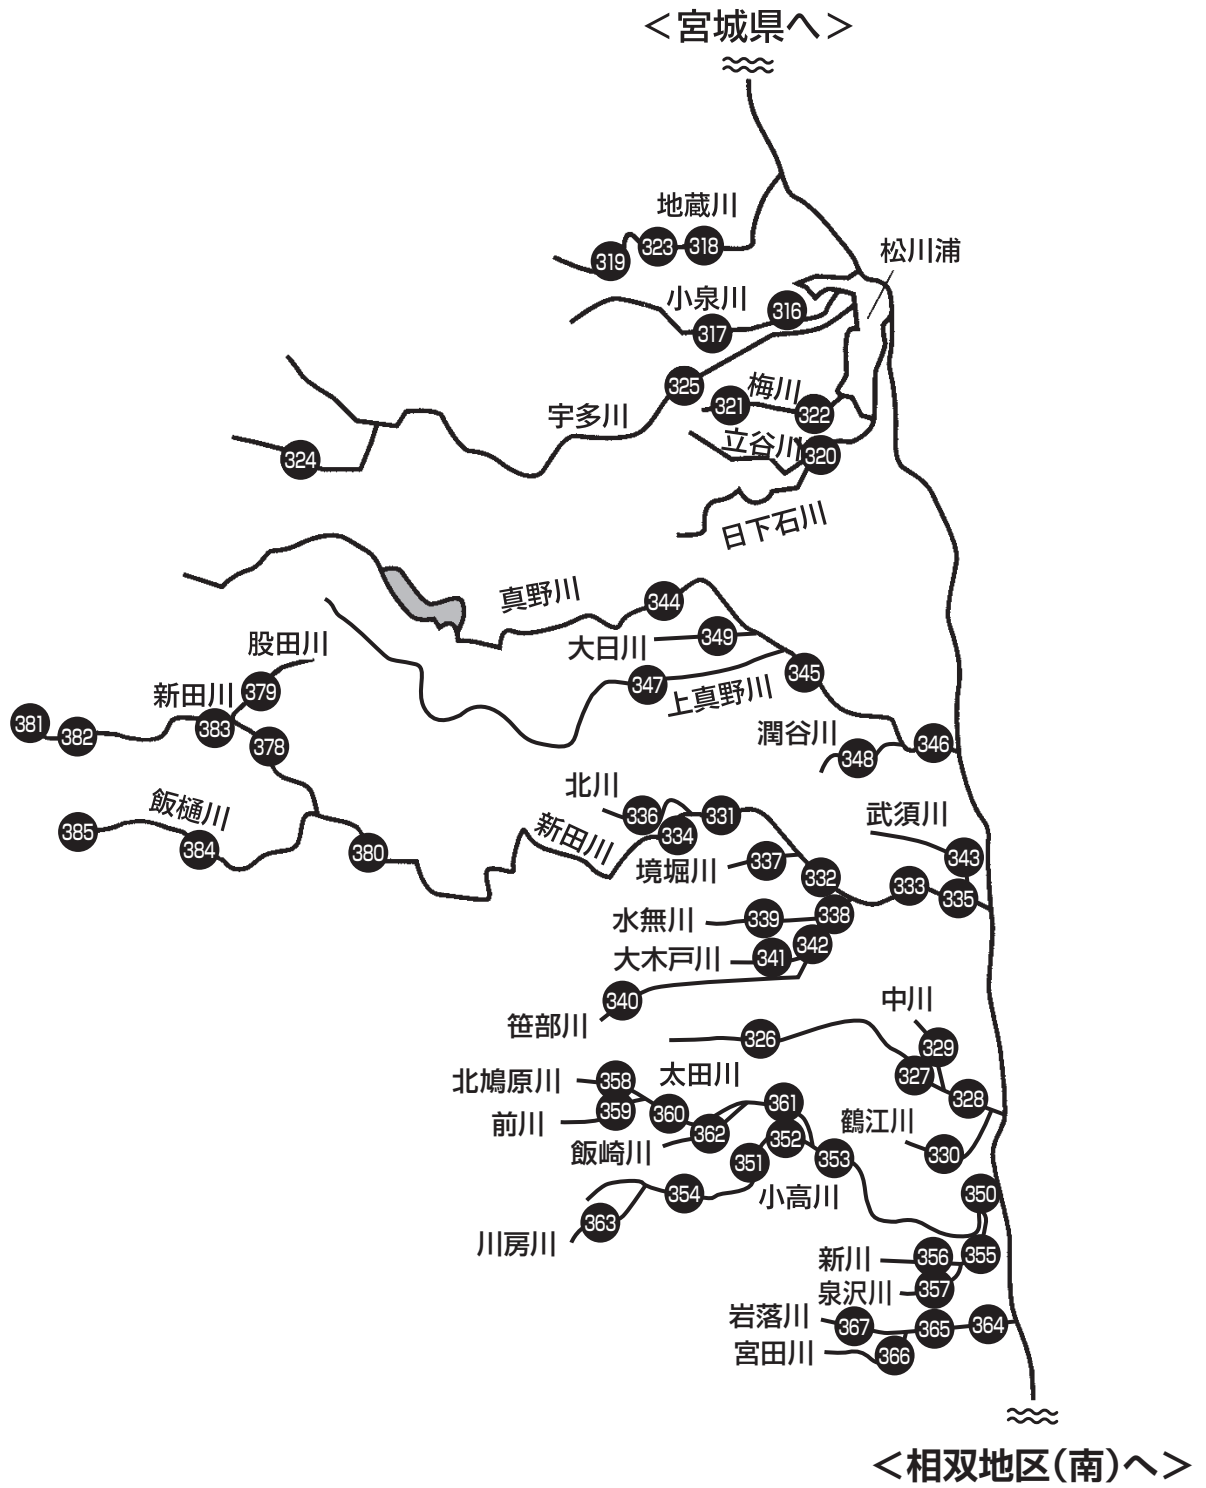 ＜宮城県へ＞
地蔵川
319
323
318
松川浦
小泉川
316
317
325
梅川
321
322
宇多川
324
立谷川
320
日下石川
真野川
344
大日川
349
345
347
上真野川
股田川
379
新田川
381
382
383
378
潤谷川
348
346
北川
336
331
334
新田川
飯樋川
385
384
380
武須川
343
境堀川
337
332
333
335
水無川
339
338
大木戸川
341
342
340
笹部川
中川
329
326
327
328
太田川
北鳩原川
358
359
前川
360
361
362
飯崎川
鶴江川
330
352
351
353
小高川
354
350
363
川房川
新川
356
355
泉沢川
357
岩落川
367
365
364
宮田川
366
＜相双地区（南）へ＞